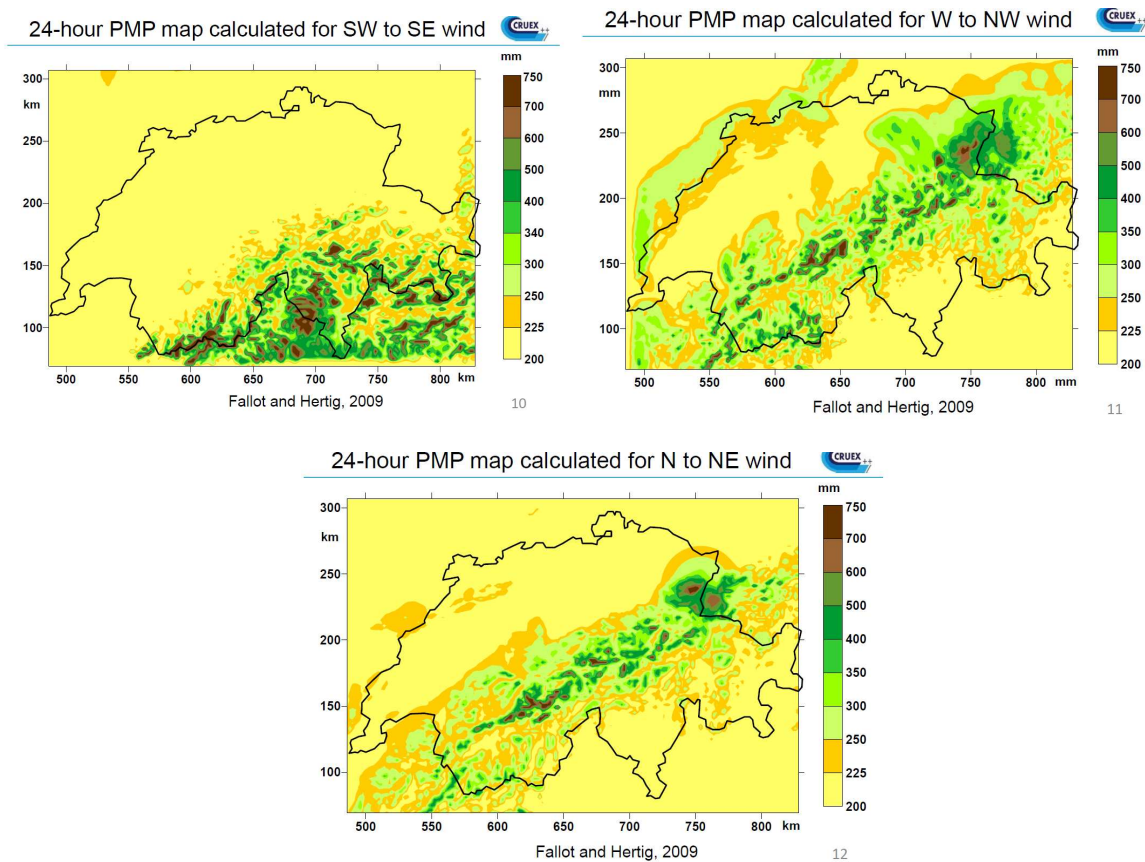 24-hour PMP map calculated for SW to SE wind
CRUEX ++
mm
300
km
250
200
150
100
750
700
600
500
400
340
300
250
225
200
500 550 600 650 700 750 800 km
Fallot and Hertig, 2009
10
24-hour PMP map calculated for W to NW wind
CRUEX ++
mm
300
mm
250
200
150
100
750
700
600
500
400
350
300
250
225
200
500 550 600 650 700 750 800 mm
Fallot and Hertig, 2009
11
24-hour PMP map calculated for N to NE wind
CRUEX ++
mm
300
km
250
200
150
100
750
700
600
500
400
350
300
250
225
200
500 550 600 650 700 750 800 km
Fallot and Hertig, 2009
12